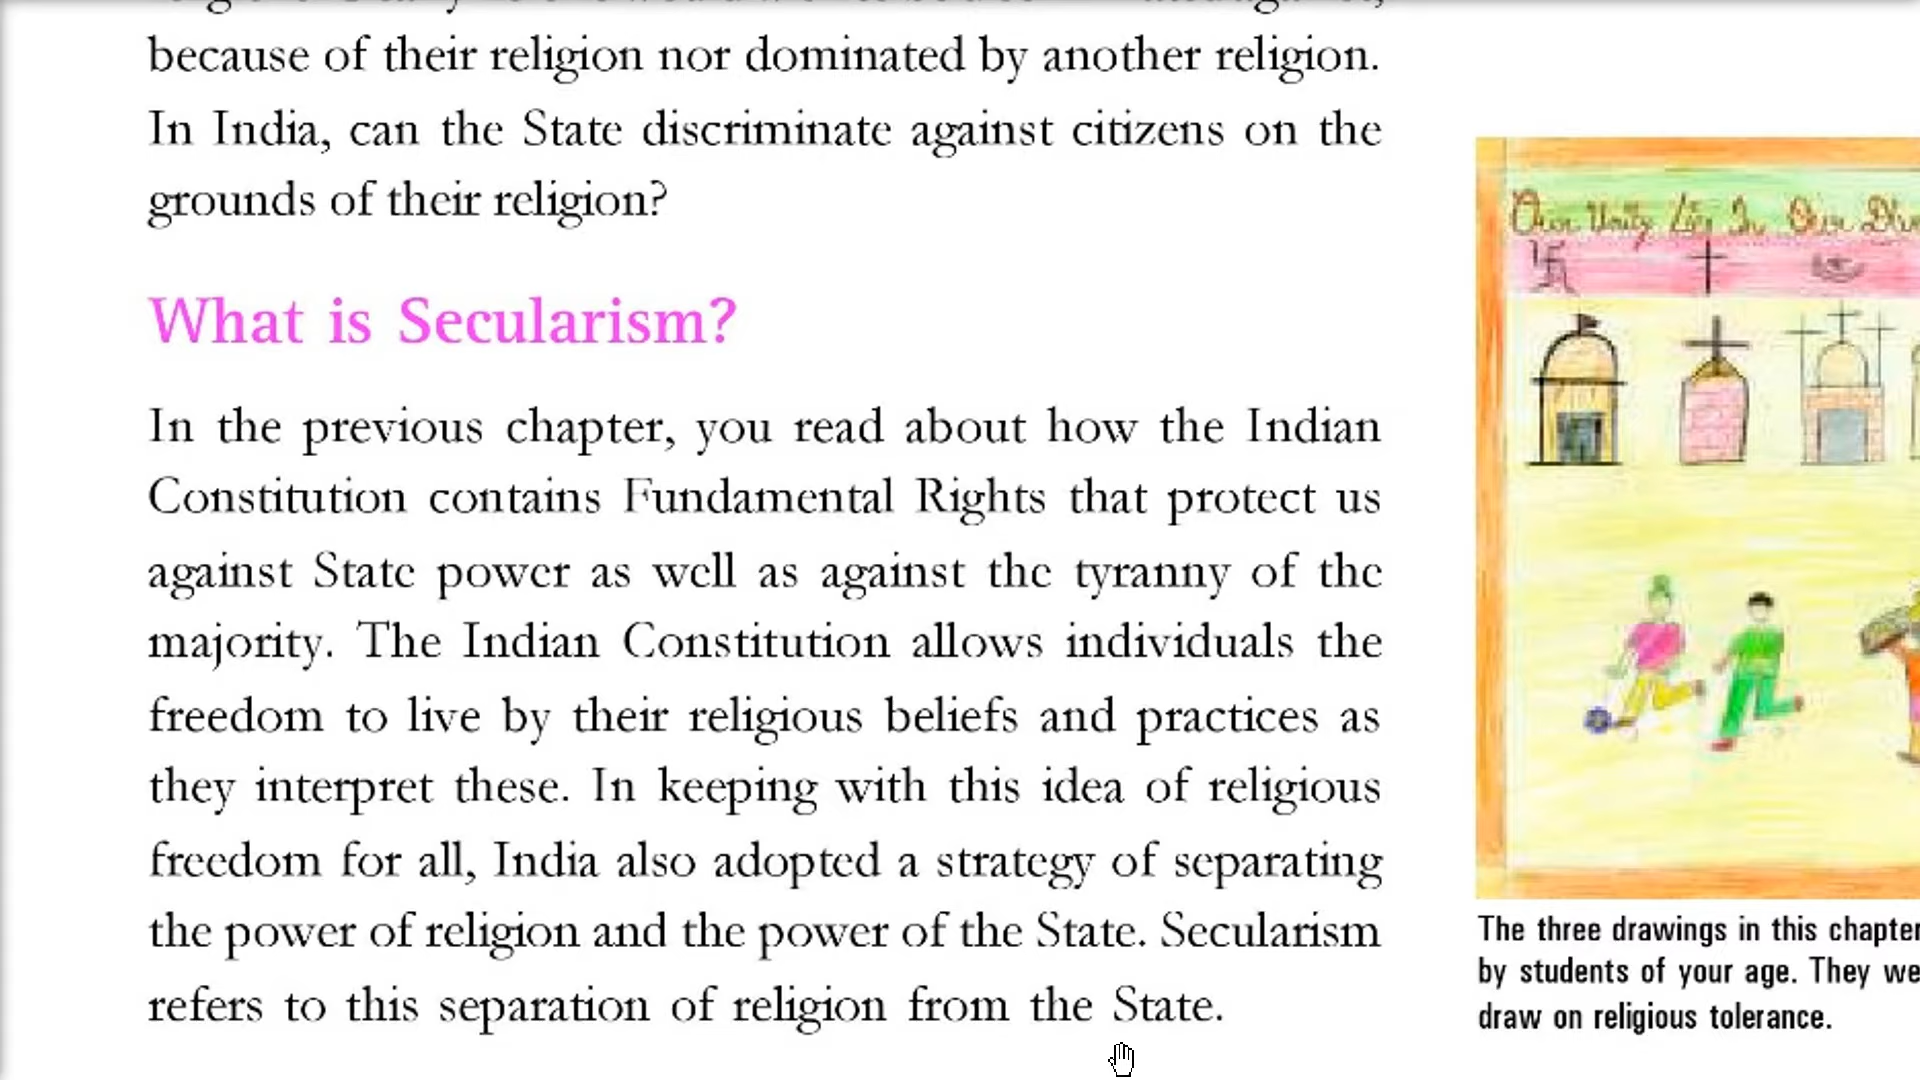 because of their religion nor dominated by another religion.
In India, can the State discriminate against citizens on the
grounds of their religion?
What is Secularism?
In the previous chapter, you read about how the Indian
Constitution contains Fundamental Rights that protect us
against State power as well as against the tyranny of the
majority. The Indian Constitution allows individuals the
freedom to live by their religious beliefs and practices as
they interpret these. In keeping with this idea of religious
freedom for all, India also adopted a strategy of separating
the power of religion and the power of the State. Secularism
refers to this separation of religion from the State.
Our Unity Lies In Our
The three drawings in this chapter
by students of your age. They we
draw on religious tolerance.